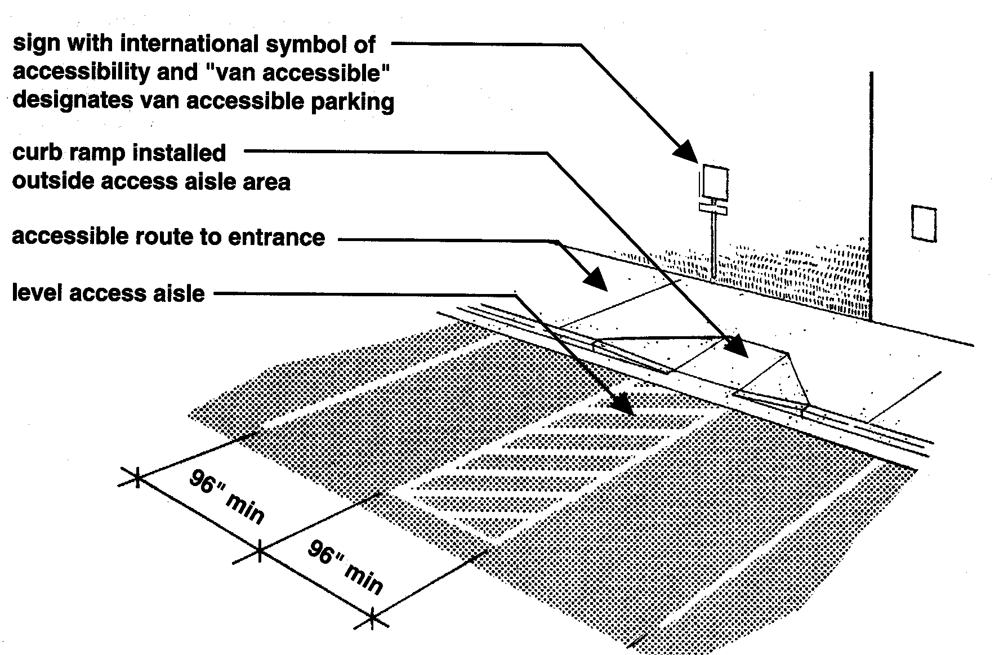 sign with international symbol of
accessibility and "van accessible"
designates van accessible parking
curb ramp installed
outside access aisle area
accessible route to entrance
level access aisle
96" min
96" min